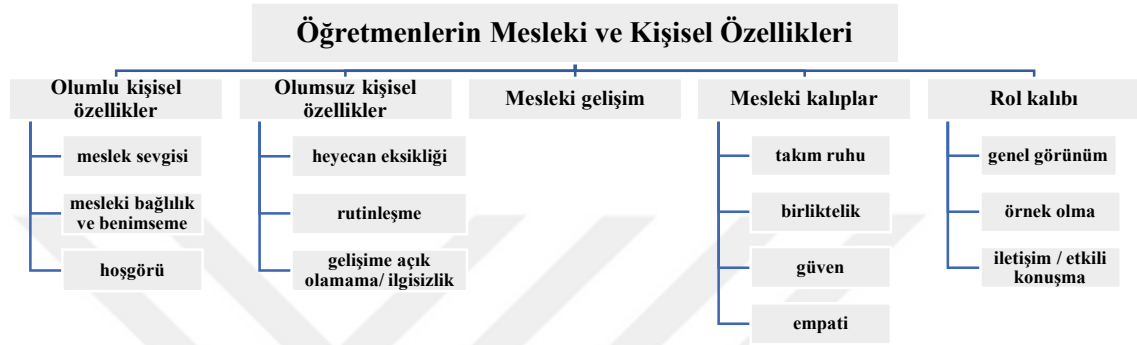 Öğretmenlerin Mesleki ve Kişisel Özellikleri
Olumlu kişisel
özellikler
meslek sevgisi
mesleki bağlılık
ve benimseme
hoşgörü
Olumsuz kişisel
özellikler
heyecan eksikliği
rutinleşme
gelişime açık
olamama/ ilgisizlik
Mesleki gelişim
Mesleki kalıplar
takım ruhu
birliktelik
güven
empati
Rol kalıbı
genel görünüm
örnek olma
iletişim / etkili
konuşma